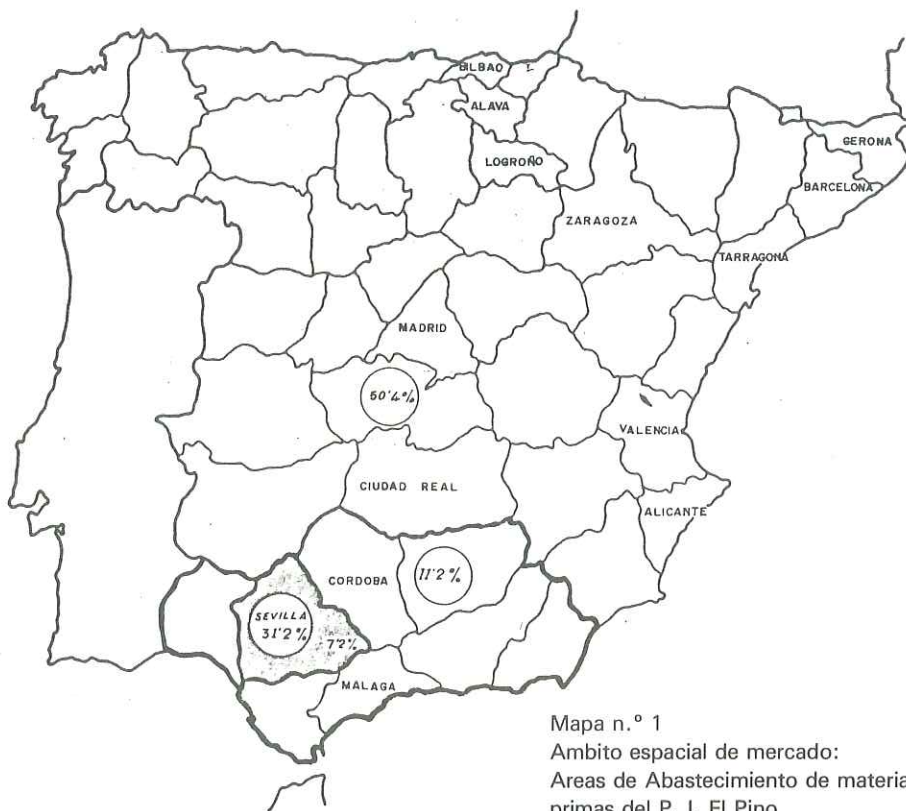 BILBAO
ALAVA
LOGROÑO
GERONA
BARCELONA
ZARAGOZA
TARRAGONA
MADRID
50'4%
VALENCIA
CIUDAD REAL
ALICANTE
CORDOBA
11'2%
SEVILLA
31'2%
7'2%
MALAGA
Mapa n.º 1
Ambito espacial de mercado:
Areas de Abastecimiento de materia
primas del P. I. El Pino